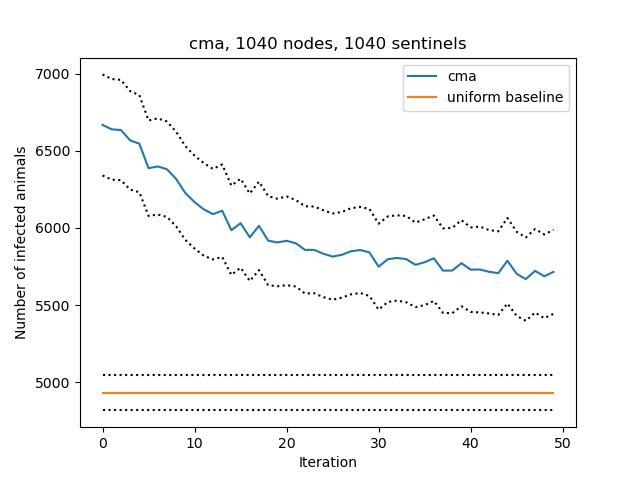 cma, 1040 nodes, 1040 sentinels
cma
uniform baseline
Number of infected animals
7000
6500
6000
5500
5000
0 10 20 30 40 50
Iteration